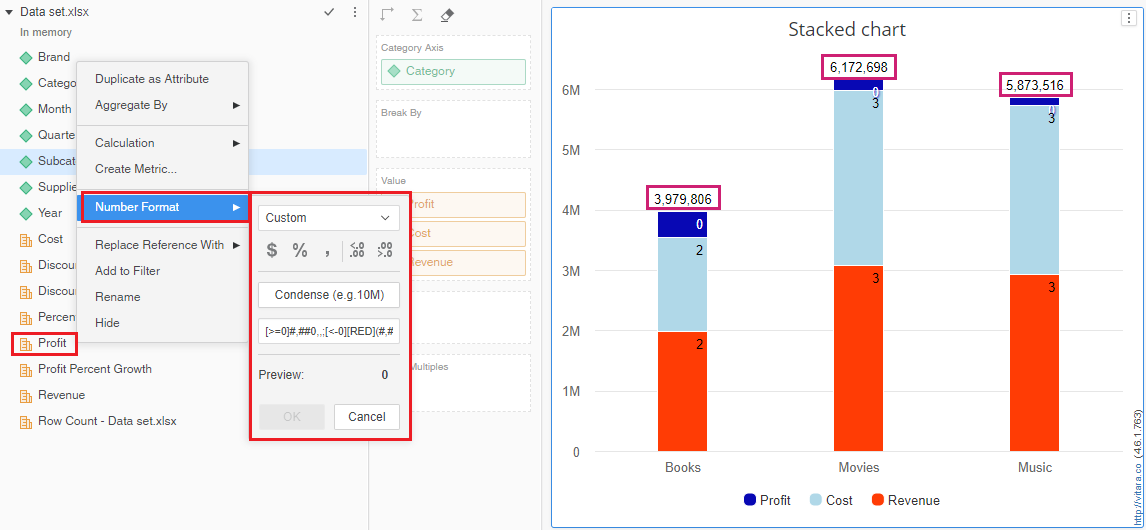 Data set.xlsx
In memory
Brand
Catego
Month
Quarte
Subcat
Supplie
Year
Cost
Discou
Discou
Percen
Profit
Profit Percent Growth
Revenue
Row Count - Data set.xlsx
Duplicate as Attribute
Aggregate By
Calculation
Create Metric...
Number Format
Replace Reference With
Add to Filter
Rename
Hide
Custom
$ % , <.0 .00 .00 >.0
Condense (e.g.10M)
[>=0]#,##0,,;[<-0][RED](#,#
Preview: 0
OK Cancel
Category Axis
Category
Break By
Value
Profit
Cost
Revenue
Multiples
Stacked chart
6,172,698
5,873,516
3,979,806
6M
5M
4M
3M
2M
1M
0
0
2
2
0
3
3
0
3
3
Books Movies Music
Profit Cost Revenue
http://vitara.co (4.6.1.763)